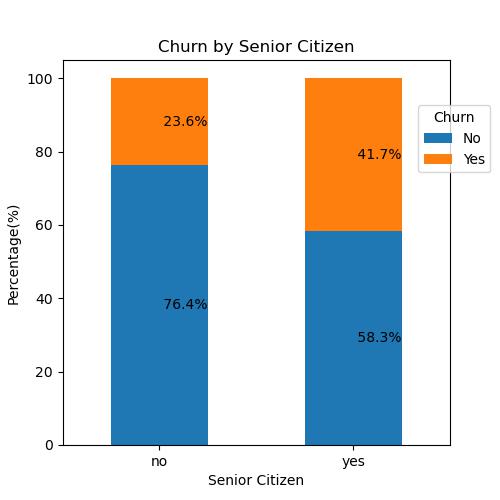 Churn by Senior Citizen
100
80
60
40
20
0
Percentage(%)
23.6%
41.7%
76.4%
58.3%
Churn
No
Yes
no
yes
Senior Citizen